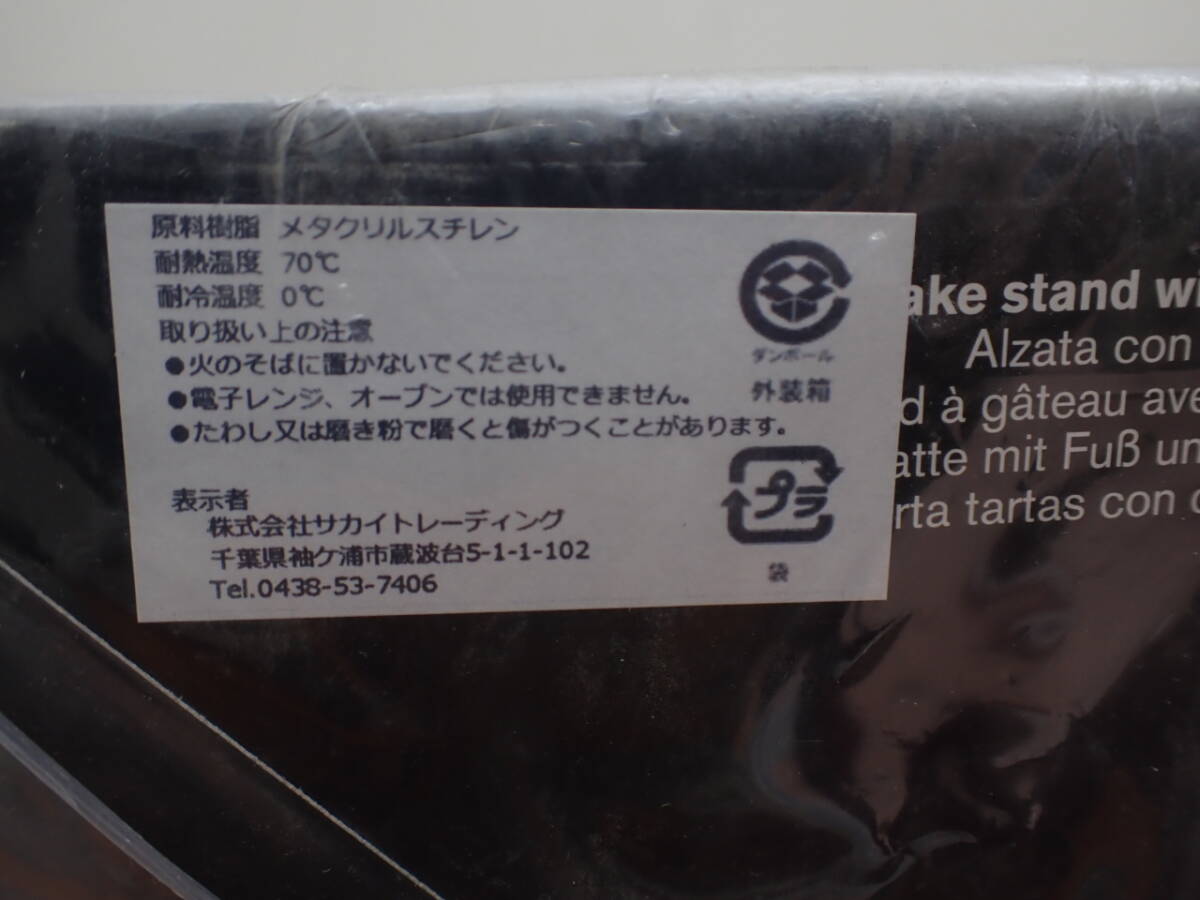 原料樹脂 メタクリルスチレン
耐熱温度 70℃
耐冷温度 0℃
取り扱い上の注意
●火のそばに置かないでください。
●電子レンジ、オーブンでは使用できません。
●たわし又は磨き粉で磨くと傷がつくことがあります。
表示者
株式会社サカイトレーディング
千葉県袖ケ浦市蔵波台5-1-1-102
Tel.0438-53-7406
ダンボール
外装箱
プラ
袋
ake stand wi
Alzata con
d à gâteau ave
atte mit Fuß un
rta tartas con c